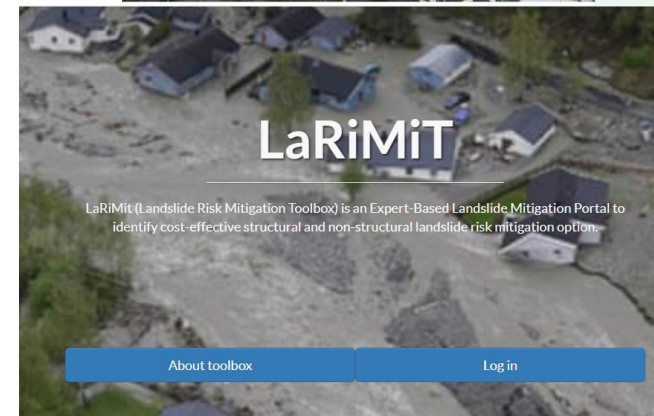 LaRiMiT
LaRiMit (Landslide Risk Mitigation Toolbox) is an Expert-Based Landslide Mitigation Portal to
identify cost-effective structural and non-structural landslide risk mitigation option.
About toolbox
Log in